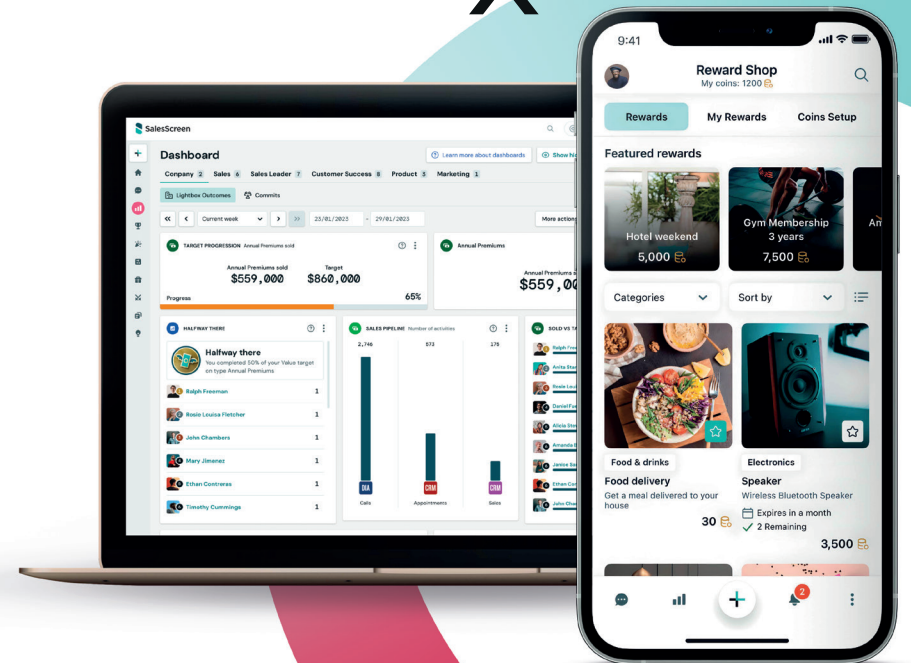 SalesScreen
Dashboard
Learn more about dashboards
Company 2 Sales 6 Sales Leader 7 Customer Success 8 Product 3 Marketing 1
Lightbox Outcomes Commits
Current week 23/01/2023 - 29/01/2023
TARGET PROGRESSION Annual Premiums sold
Annual Premiums sold Target
$559,000 $860,000
Progress 65%
Annual Premiums
Annual Premiums
HALFWAY THERE
Halfway there
You completed 50% of your Value target
on type Annual Premiums
Ralph Freeman 1
Rosie Louisa Fletcher 1
John Chambers 1
Mary Jimenez 1
Ethan Contreras 1
Timothy Cummings 1
SALES PIPELINE Number of activities
2,746 673 176
DIA CRM CRM
Calls Appointments Sales
SOLD VS
9:41
Reward Shop
My coins: 1200
Rewards My Rewards Coins Setup
Featured rewards
Hotel weekend
5,000
Gym Membership
3 years
7,500
An
Categories Sort by
Food & drinks
Food delivery
Get a meal delivered to your
house
30
Electronics
Speaker
Wireless Bluetooth Speaker
Expires in a month
2 Remaining
3,500
2